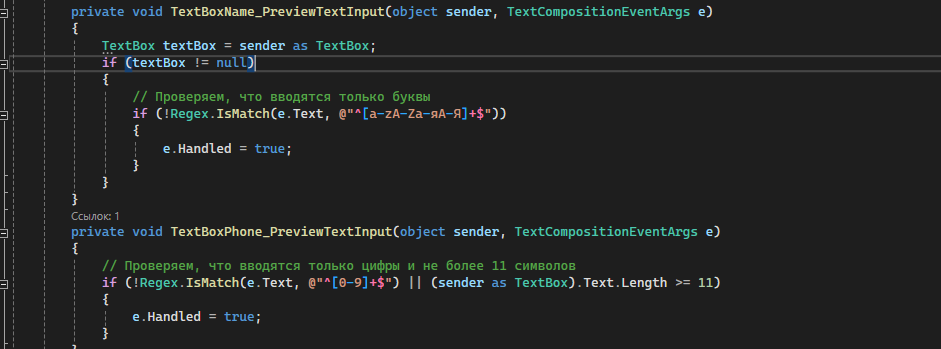 private void TextBoxName_PreviewTextInput(object sender, TextCompositionEventArgs e)
{
TextBox textBox = sender as TextBox;
if (textBox != null)
{
// Проверяем, что вводятся только буквы
if (!Regex.IsMatch(e.Text, @"^[a-zA-Zа-яА-Я]+$"))
{
e.Handled = true;
}
}
}
Ссылок: 1
private void TextBoxPhone_PreviewTextInput(object sender, TextCompositionEventArgs e)
{
// Проверяем, что вводятся только цифры и не более 11 символов
if (!Regex.IsMatch(e.Text, @"^[0-9]+$") || (sender as TextBox).Text.Length >= 11)
{
e.Handled = true;
}
}